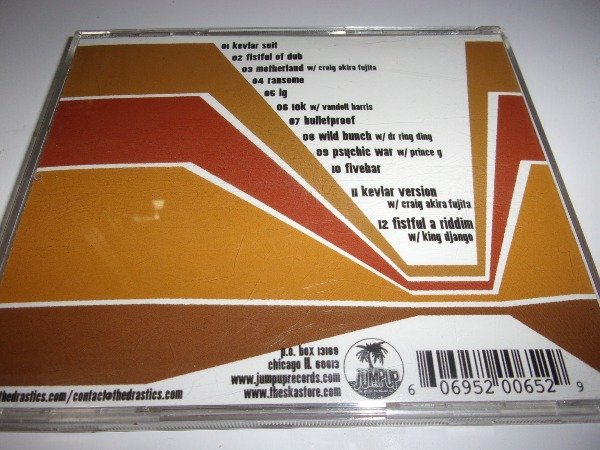 01 kevlar suit
02 fistful of dub
03 motherland w/ craig akira fujita
04 ransome
05 ig
06 10k w/ vandell harris
07 bulletproof
08 wild bunch w/ dr ring ding
09 psychic war w/ prince g
10 fivebar
11 kevlar version
w/ craig akira fujita
12 fistful a riddim
w/ king django
p.o. box 13189
chicago IL 60613
www.jumpuprecords.com
www.theskastore.com
JUMPUP
thedrastics.com/contact@thedrastics.com
6 06952 00652 9